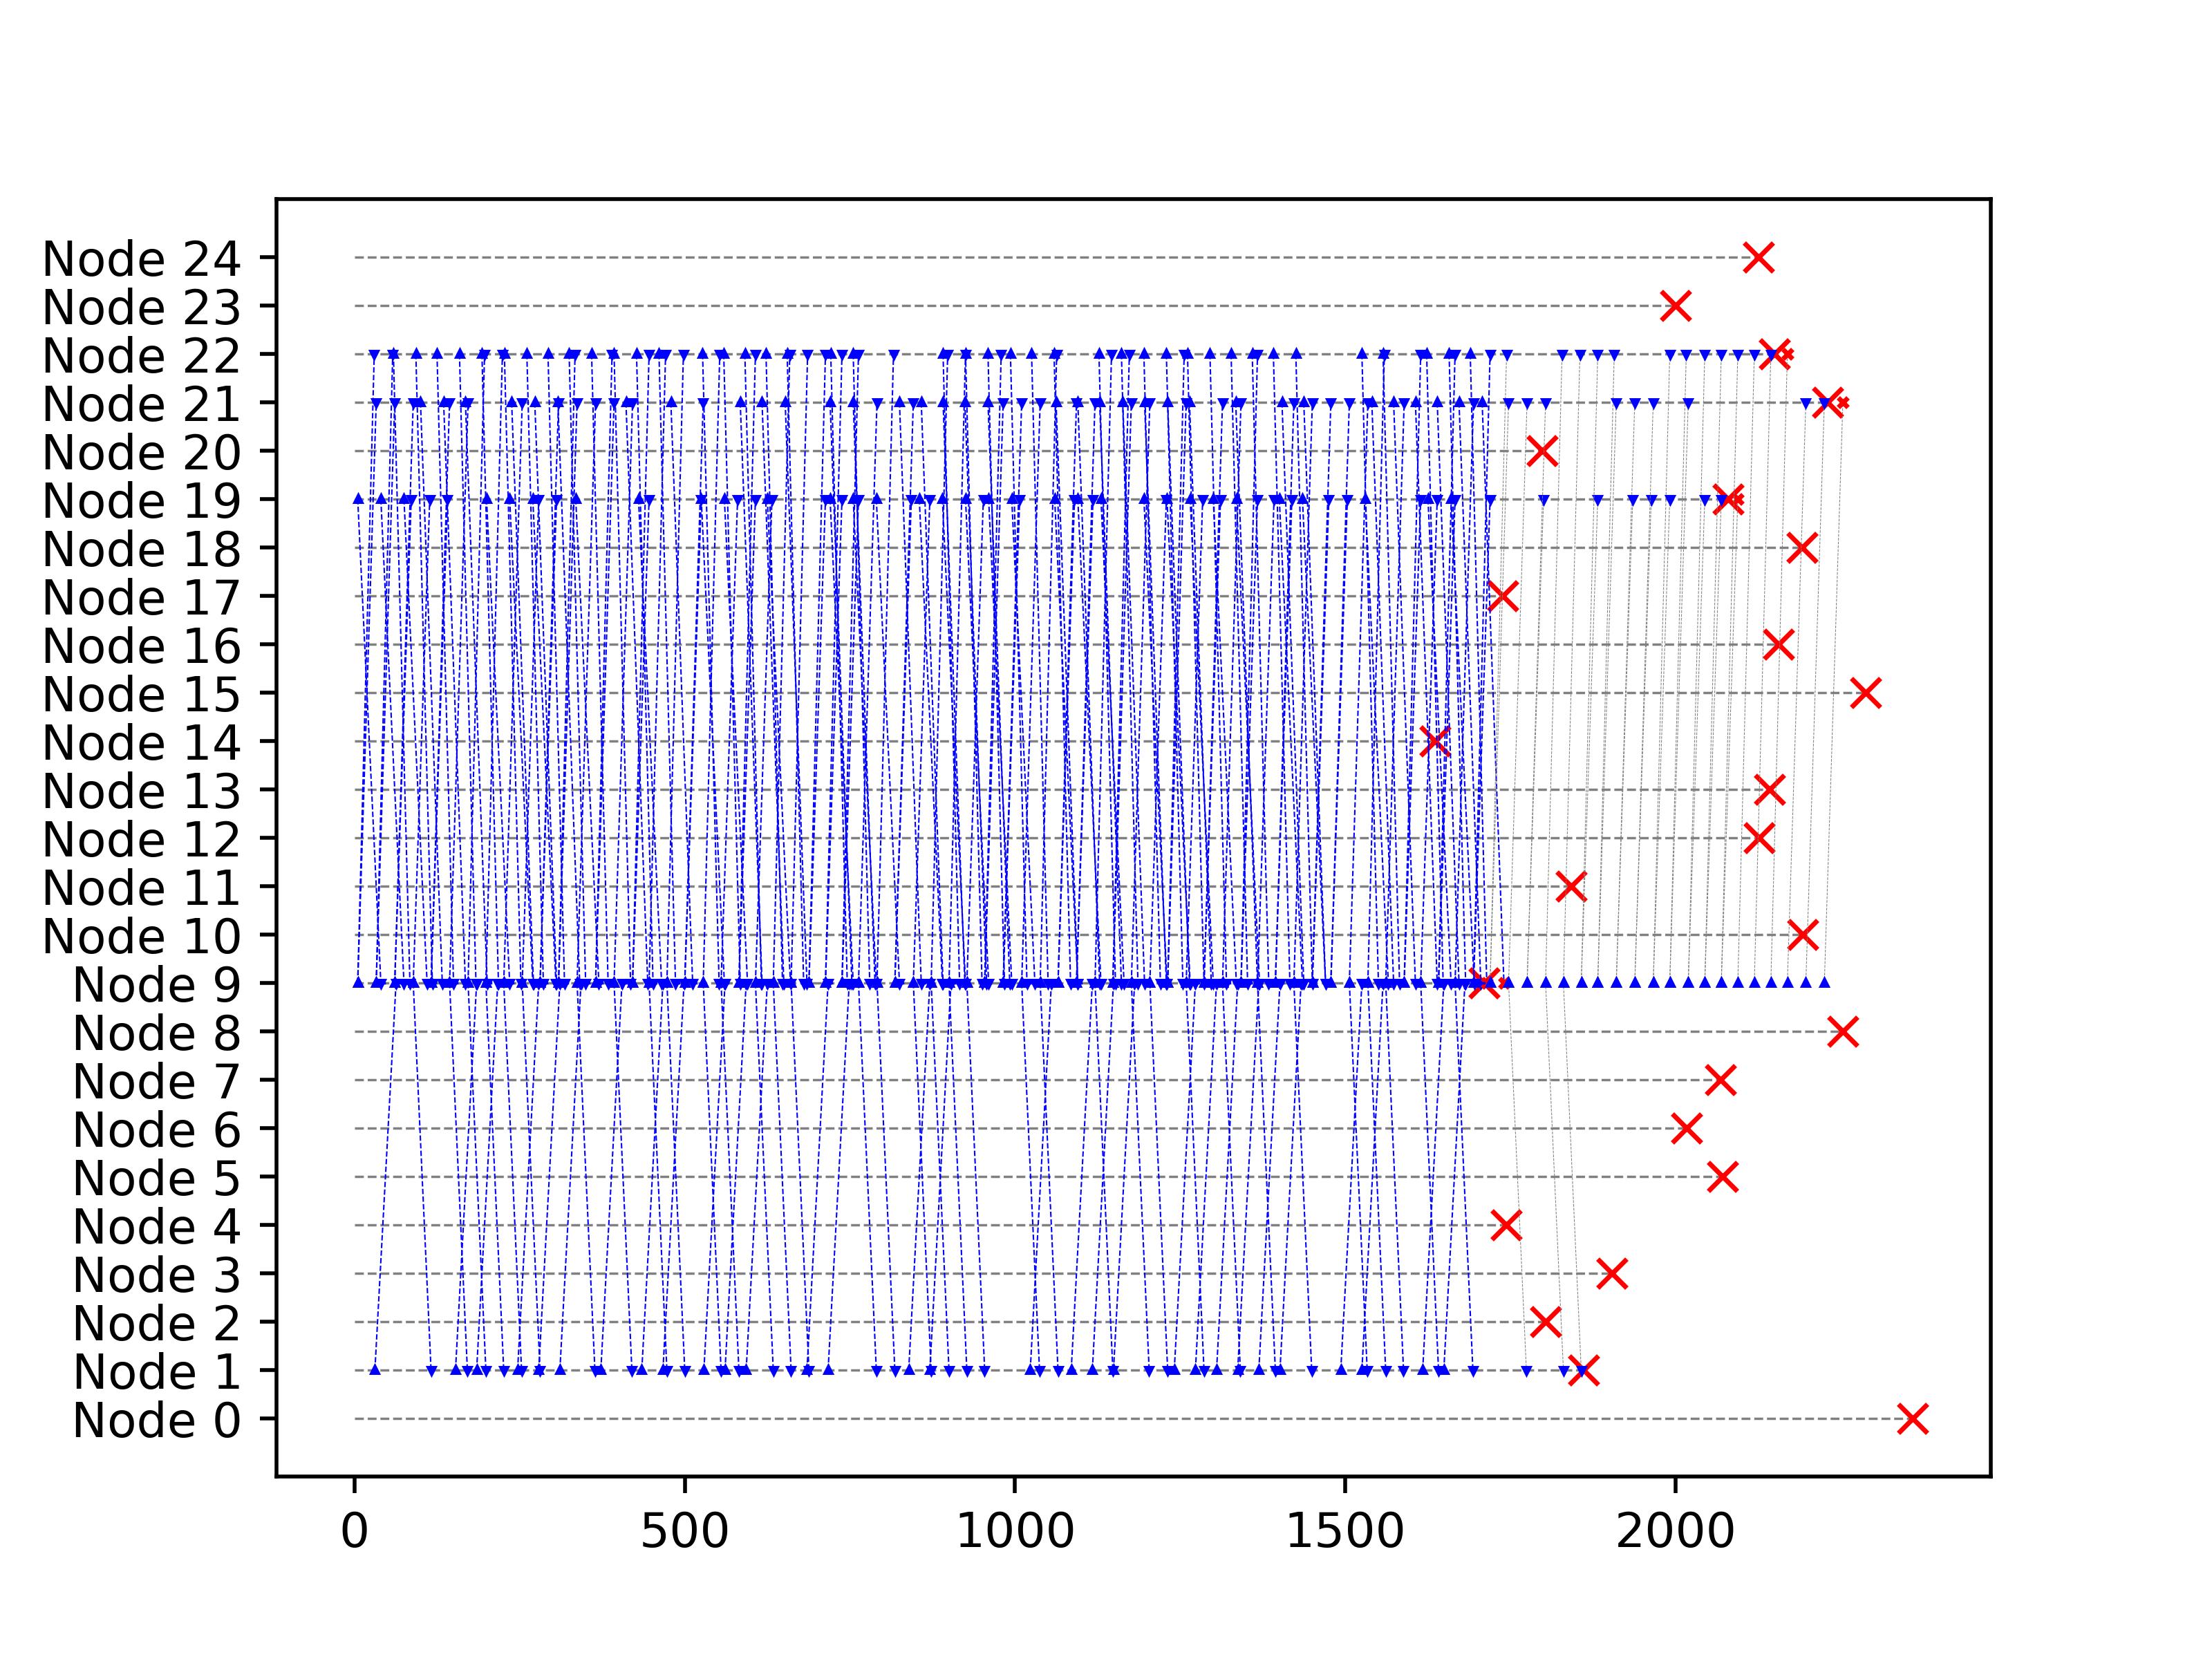 Node 24
Node 23
Node 22
Node 21
Node 20
Node 19
Node 18
Node 17
Node 16
Node 15
Node 14
Node 13
Node 12
Node 11
Node 10
Node 9
Node 8
Node 7
Node 6
Node 5
Node 4
Node 3
Node 2
Node 1
Node 0
0 500 1000 1500 2000